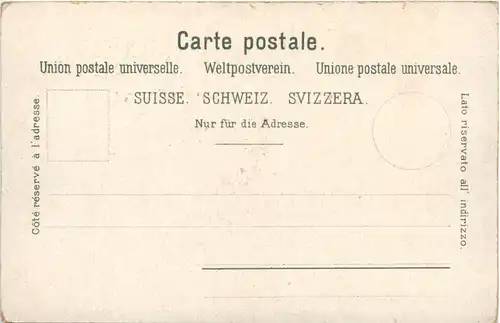 Carte postale.
Union postale universelle. Weltpostverein. Unione postale universale.
SUISSE. SCHWEIZ. SVIZZERA.
Nur für die Adresse.
Côté réservé à l'adresse.
Lato riservato all' indirizzo.